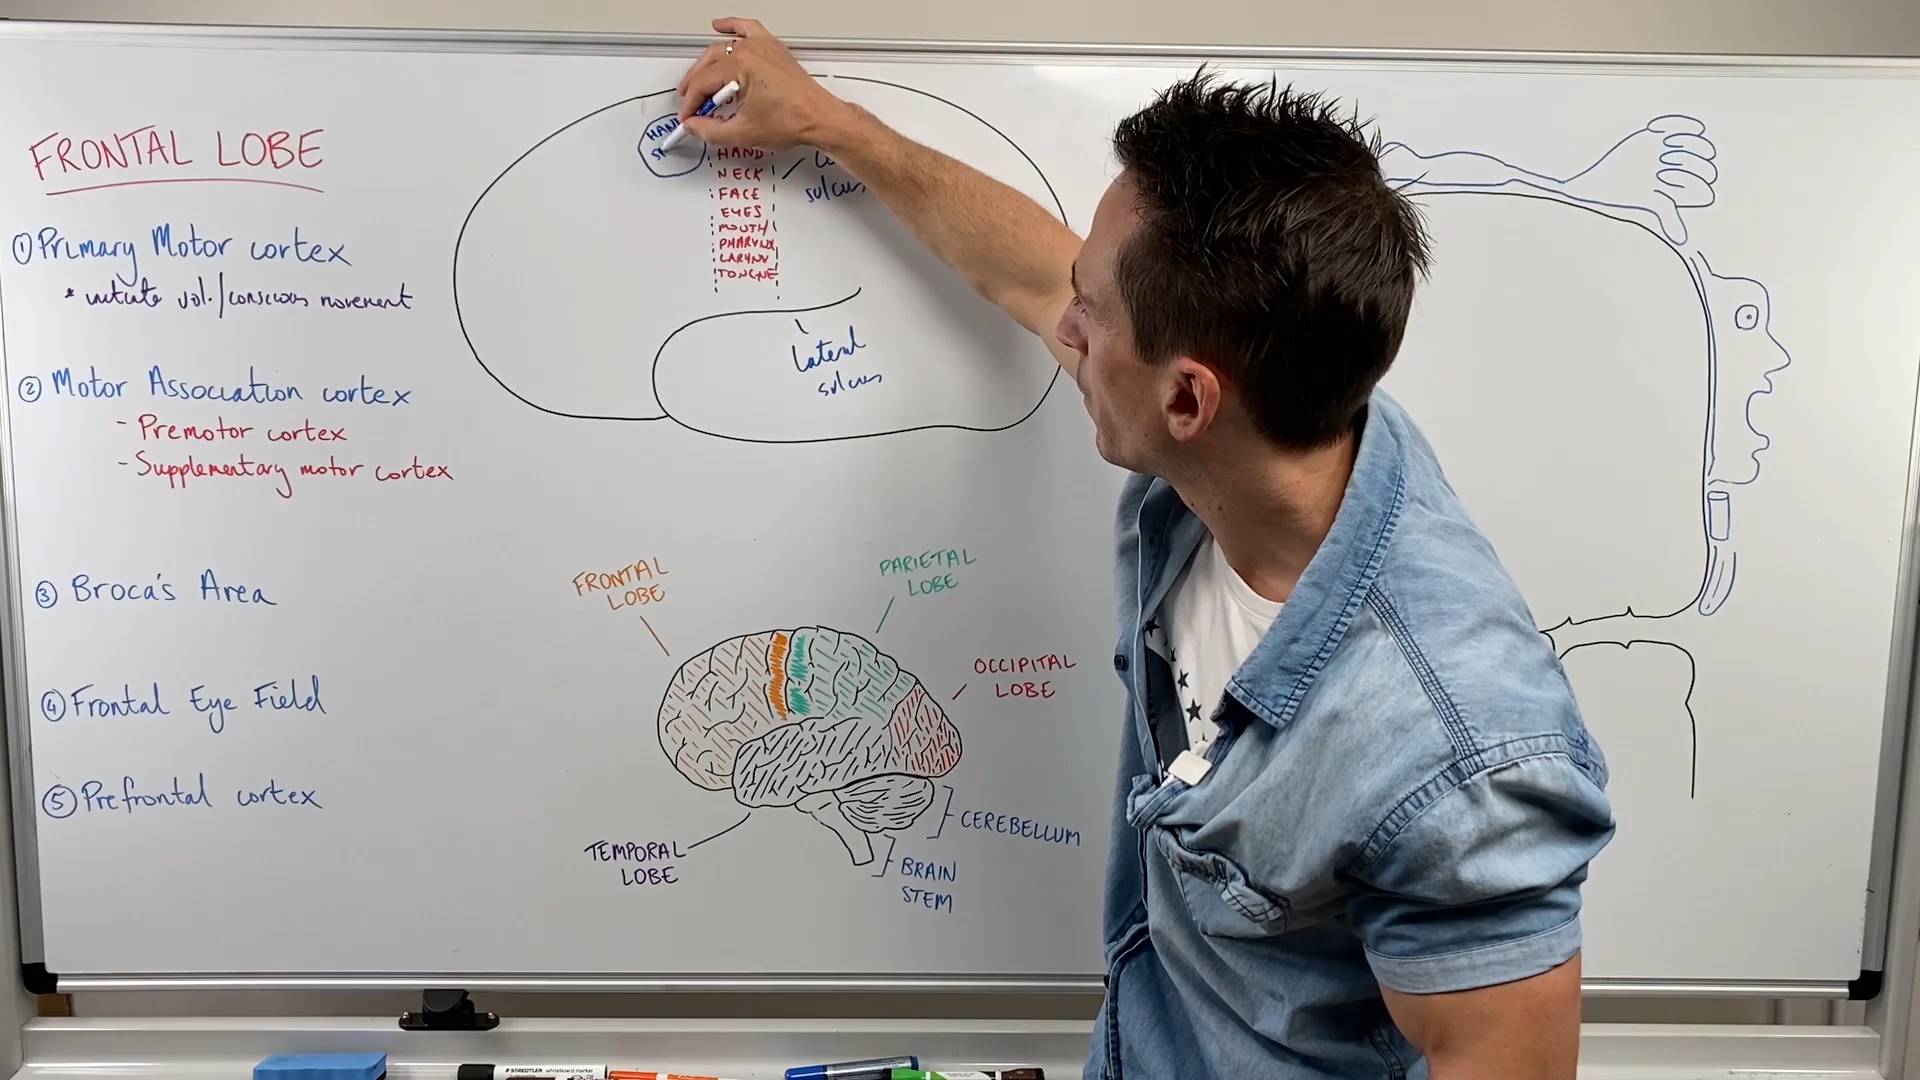 FRONTAL LOBE
① Primary Motor cortex
* initiate vol./conscious movement
② Motor Association cortex
- Premotor cortex
- Supplementary motor cortex
③ Broca's Area
④ Frontal Eye Field
⑤ Prefrontal cortex
HAND
HAND
NECK
FACE
EYES
MOUTH/
PHARYNX
LARYNX
TONGUE
sulcus
Lateral
sulcus
FRONTAL
LOBE
PARIETAL
LOBE
OCCIPITAL
LOBE
CEREBELLUM
BRAIN
STEM
TEMPORAL
LOBE
STAEDTLER whiteboard marker